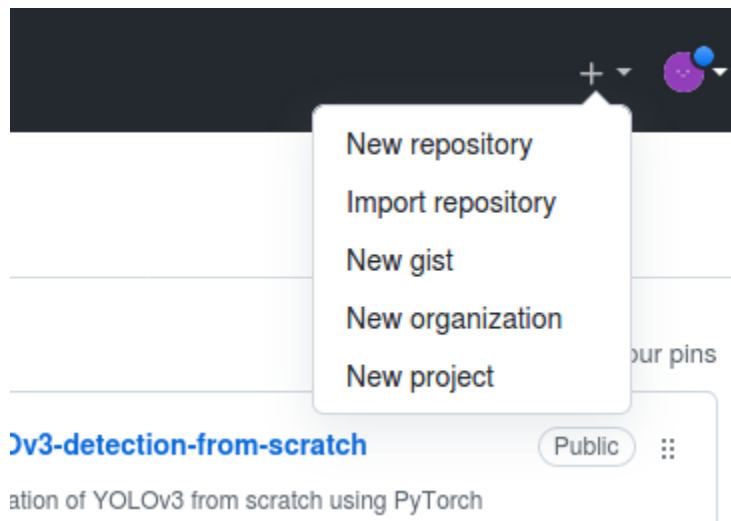 New repository
Import repository
New gist
New organization
New project
our pins
Ov3-detection-from-scratch
Public
ation of YOLOv3 from scratch using PyTorch